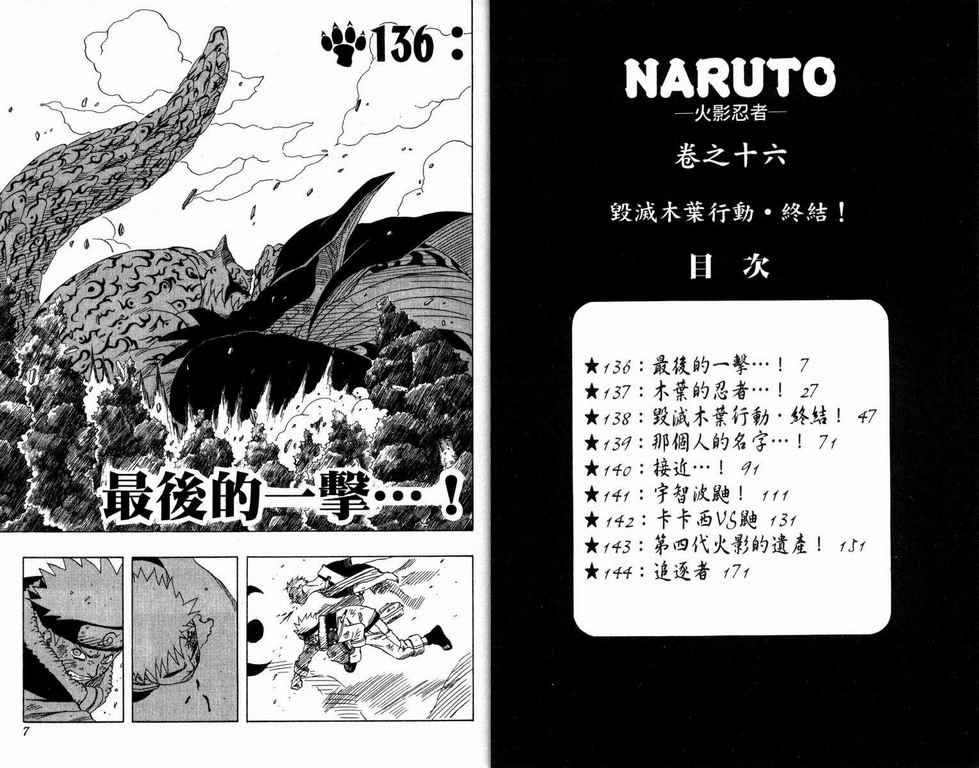 NARUTO
─火影忍者─
卷之十六
毀滅木葉行動・終結!
目 次
★136：最後的一擊…！ 7
★137：木葉的忍者…！ 27
★138：毀滅木葉行動・終結！ 47
★139：那個人的名字…！ 71
★140：接近…！ 91
★141：宇智波鼬！ 111
★142：卡卡西VS鼬 131
★143：第四代火影的遺產！ 151
★144：追逐者 171
136：
最後的一擊…！
7